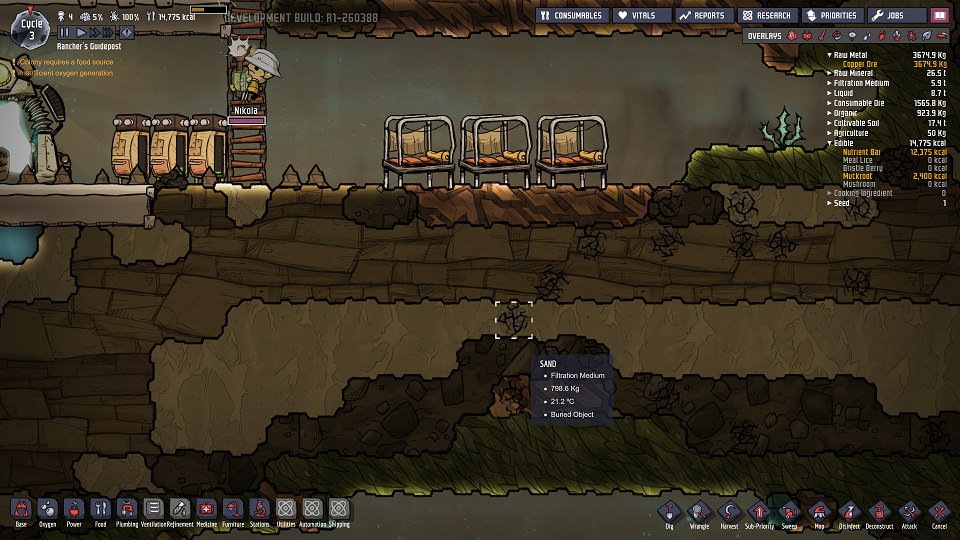 Cycle
3
4
5%
100%
14,775 kcal
DEVELOPMENT BUILD: R1-260388
CONSUMABLES
VITALS
REPORTS
RESEARCH
PRIORITIES
JOBS
Rancher's Guidepost
Colony requires a food source
Insufficient oxygen generation
OVERLAYS
Raw Metal 3674.9 Kg
Copper Ore 3674.9 Kg
Raw Mineral 26.5 t
Filtration Medium 5.9 t
Liquid 8.7 t
Consumable Ore 1565.8 Kg
Organic 923.9 Kg
Cultivable Soil 17.4 t
Agriculture 50 Kg
Edible 14,775 kcal
Nutrient Bar 12,375 kcal
Meal Lice 0 kcal
Bristle Berry 0 kcal
Muckroot 2,400 kcal
Mushroom 0 kcal
Cooking Ingredient 0
Seed 1
Nikola
SAND
• Filtration Medium
• 798.6 Kg
• 21.2 ºC
• Buried Object
Base
Oxygen
Power
Food
Plumbing
Ventilation
Refinement
Medicine
Furniture
Stations
Utilities
Automation
Shipping
Dig
Wrangle
Harvest
Sub-Priority
Sweep
Mop
Disinfect
Deconstruct
Attack
Cancel